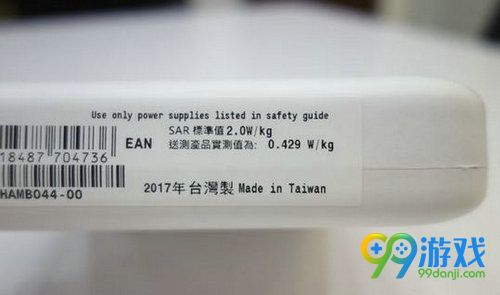 Use only power supplies listed in safety guide
SAR 標準值2.0W/kg
EAN
送測產品實測值為: 0.429 W/kg
18487 704736
HAMB044-00
2017年台灣製 Made in Taiwan
99游戏
99danji.com